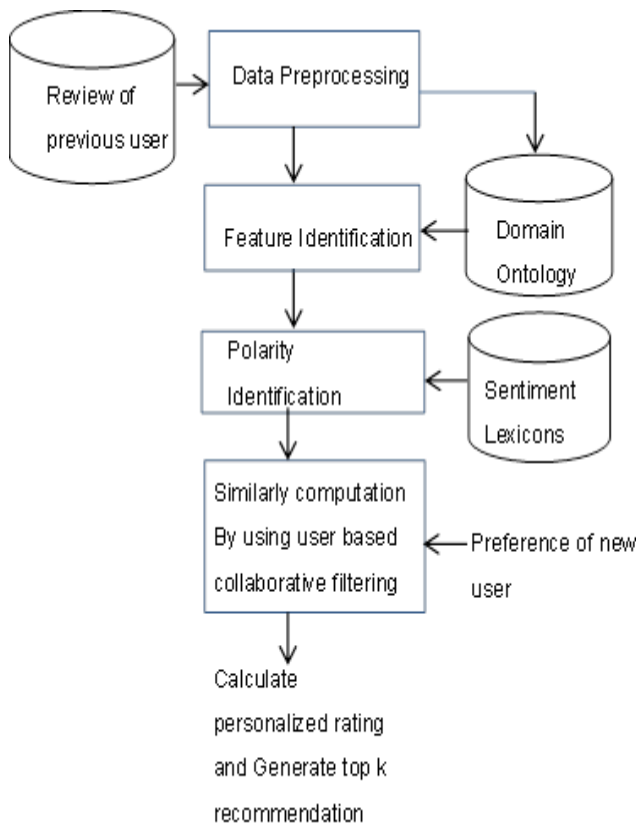 Review of
previous user
Data Preprocessing
Feature Identification
Domain
Ontology
Polarity
Identification
Sentiment
Lexicons
Similarly computation
By using user based
collaborative filtering
Preference of new
user
Calculate
personalized rating
and Generate top k
recommendation